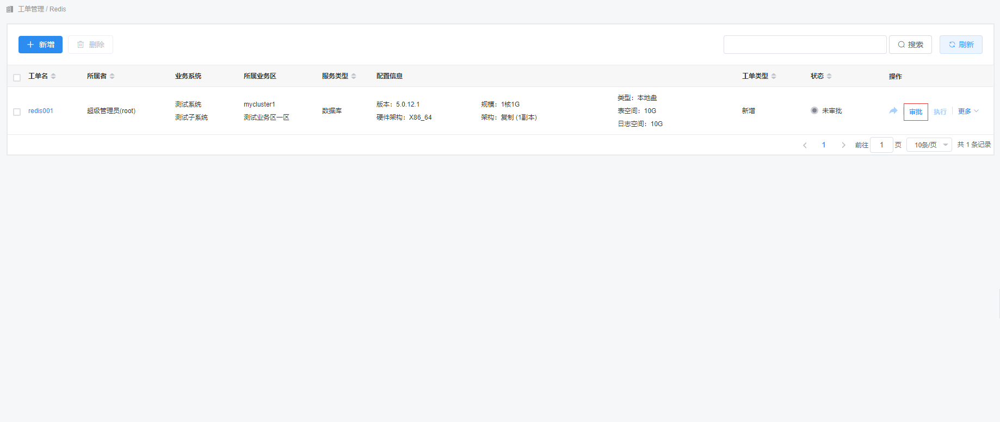 工单管理 / Redis
新增
删除
搜索
刷新
工单名 所属者 业务系统 所属业务区 服务类型 配置信息 工单类型 状态 操作
redis001
超级管理员(root)
测试系统
测试子系统
mycluster1
测试业务区一区
数据库
版本：5.0.12.1
硬件架构：X86_64
规模：1核1G
架构：复制 (1副本)
类型：本地盘
表空间：10G
日志空间：10G
新增
未审批
审批
执行
更多
1
前往 1 页
10条/页
共 1 条记录